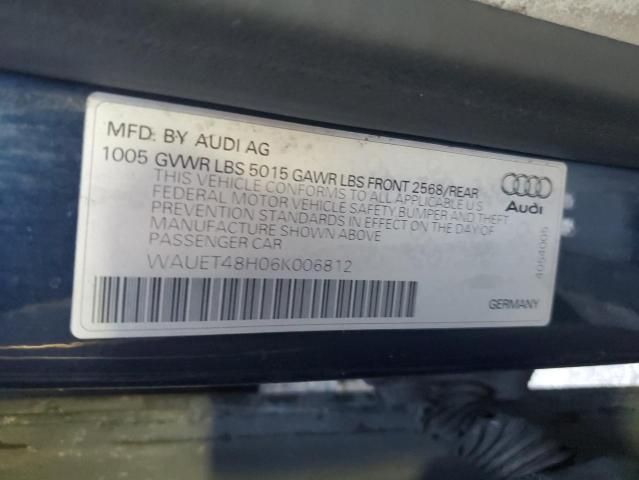 MFD. BY AUDI AG
1005 GVWR LBS 5015 GAWR LBS FRONT 2568/REAR
THIS VEHICLE CONFORMS TO ALL APPLICABLE U.S
FEDERAL MOTOR VEHICLE SAFETY BUMPER AND THEFT
PREVENTION STANDARDS IN EFFECT ON THE DAY OF
MANUFACTURE SHOWN ABOVE
PASSENGER CAR
WAUET48H06K006812
Audi
4054005
GERMANY